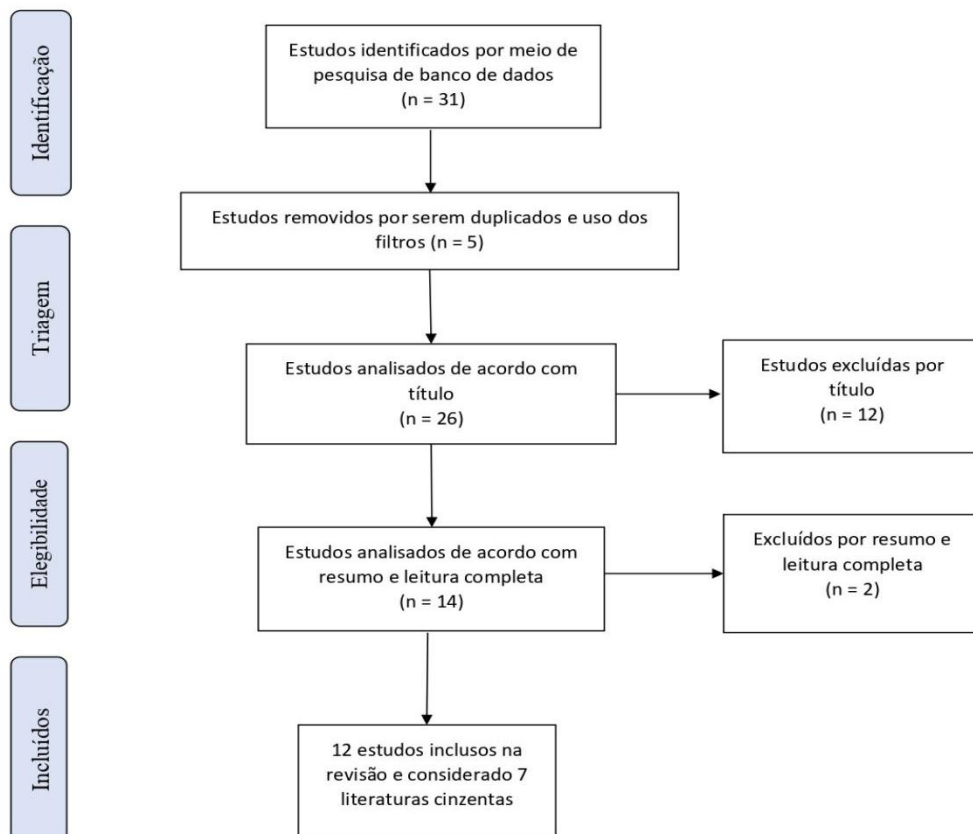 Identificação
Estudos identificados por meio de
pesquisa de banco de dados
(n = 31)
Estudos removidos por serem duplicados e uso dos
filtros (n = 5)
Triagem
Estudos analisados de acordo com
título
(n = 26)
Estudos excluídas por
título
(n = 12)
Elegibilidade
Estudos analisados de acordo com
resumo e leitura completa
(n = 14)
Excluídos por resumo e
leitura completa
(n = 2)
Incluídos
12 estudos inclusos na
revisão e considerado 7
literaturas cinzentas